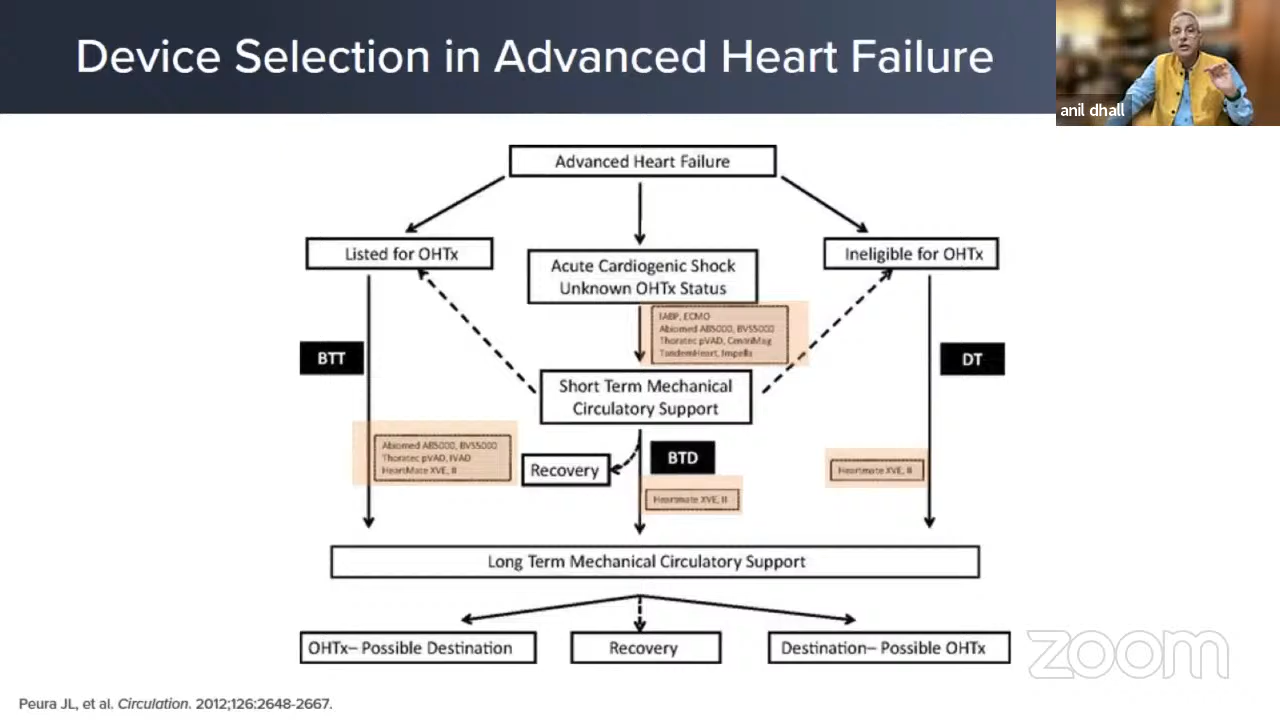 Device Selection in Advanced Heart Failure
anil dhall
Advanced Heart Failure
Listed for OHTx
Acute Cardiogenic Shock
Unknown OHTx Status
Ineligible for OHTx
IABP, ECMO
Abiomed AB5000, BVS5000
Thoratec pVAD, CentriMag
TandemHeart, Impella
BTT
DT
Short Term Mechanical
Circulatory Support
Abiomed AB5000, BVS5000
Thoratec pVAD, IVAD
HeartMate XVE, II
Recovery
BTD
Heartmate XVE, II
Heartmate XVE, II
Long Term Mechanical Circulatory Support
OHTx– Possible Destination
Recovery
Destination– Possible OHTx
zoom
Peura JL, et al. Circulation. 2012;126:2648-2667.